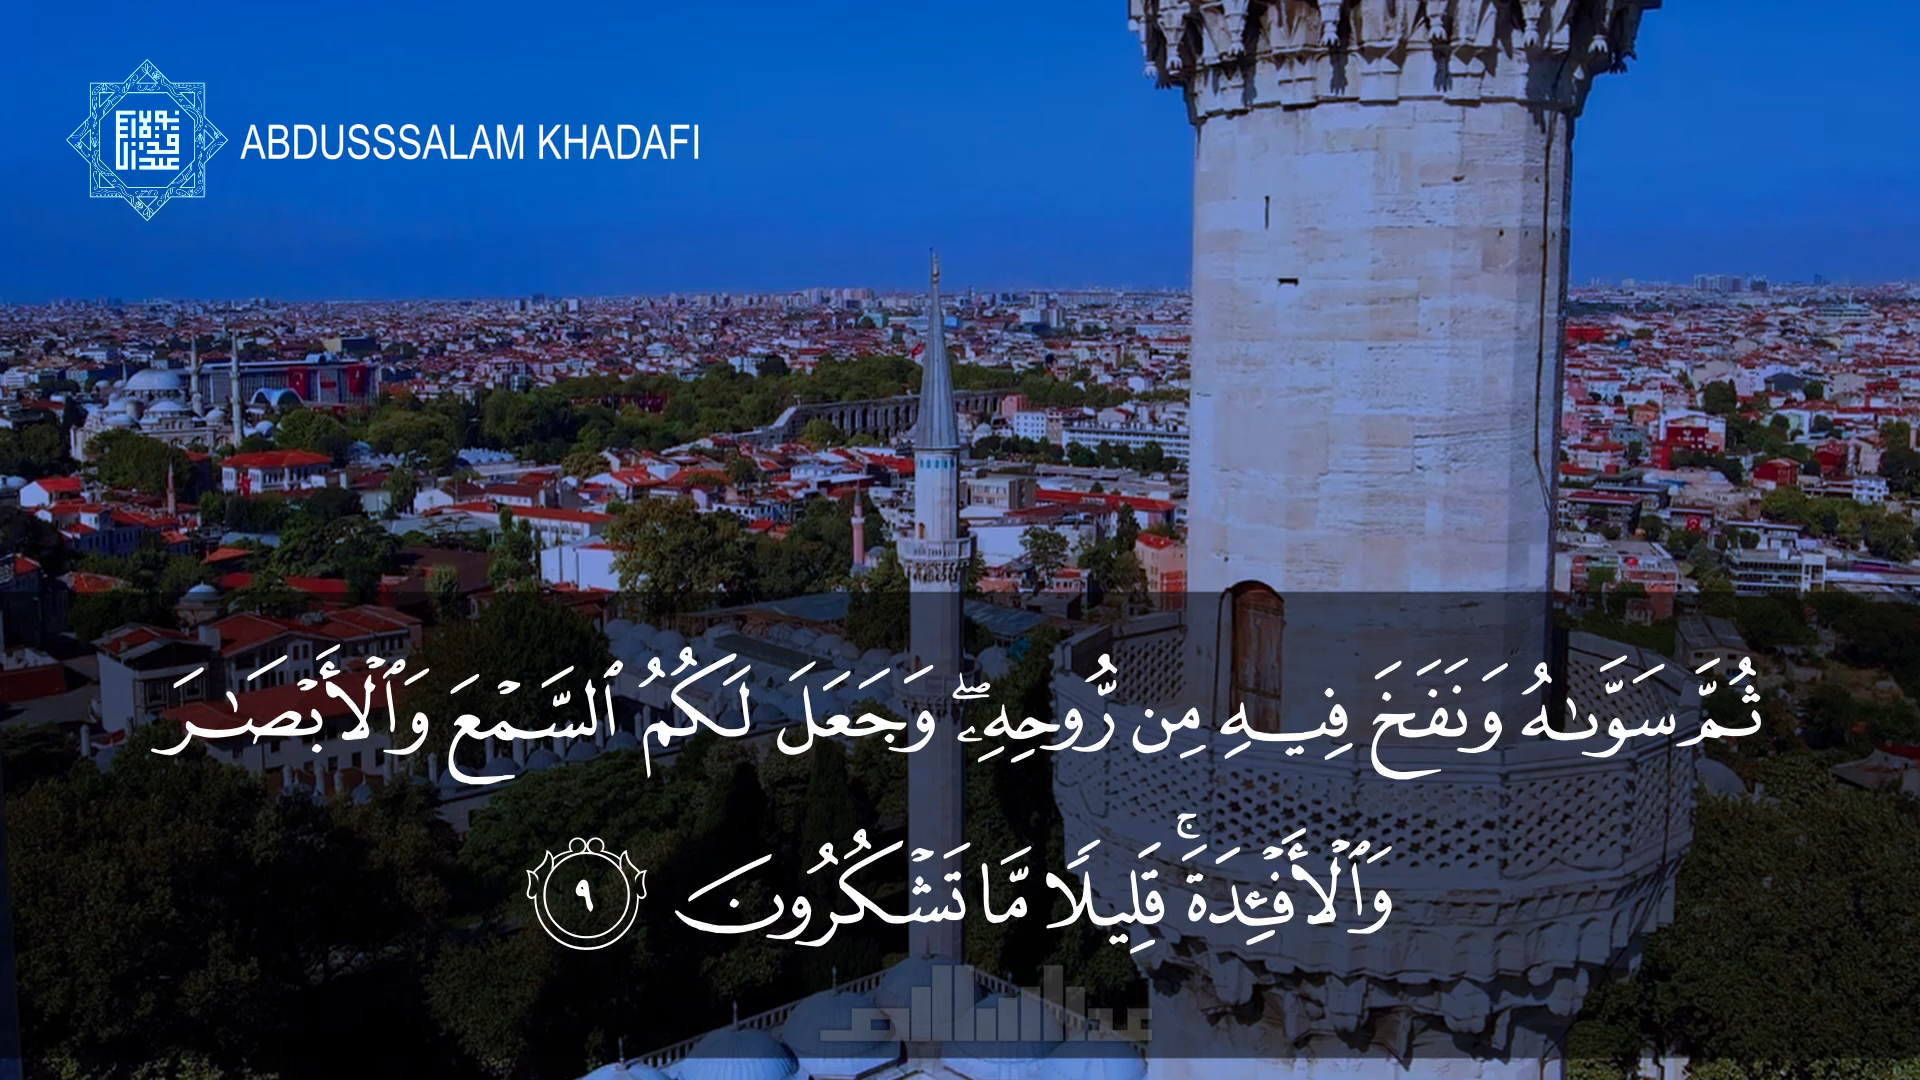 ABDUSSSALAM KHADAFI
ثُمَّ سَوَّىٰهُ وَنَفَخَ فِيهِ مِن رُّوحِهِۦۖ وَجَعَلَ لَكُمُ ٱلسَّمْعَ وَٱلْأَبْصَٰرَ
وَٱلْأَفْـِٔدَةَۚ قَلِيلًا مَّا تَشْكُرُونَ ٩